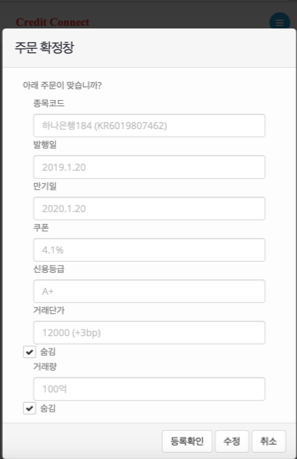 Credit Connect
주문 확정창
아래 주문이 맞습니까?
종목코드
하나은행184 (KR6019807462)
발행일
2019.1.20
만기일
2020.1.20
쿠폰
4.1%
신용등급
A+
거래단가
12000 (+3bp)
숨김
거래량
100억
숨김
등록확인 수정 취소